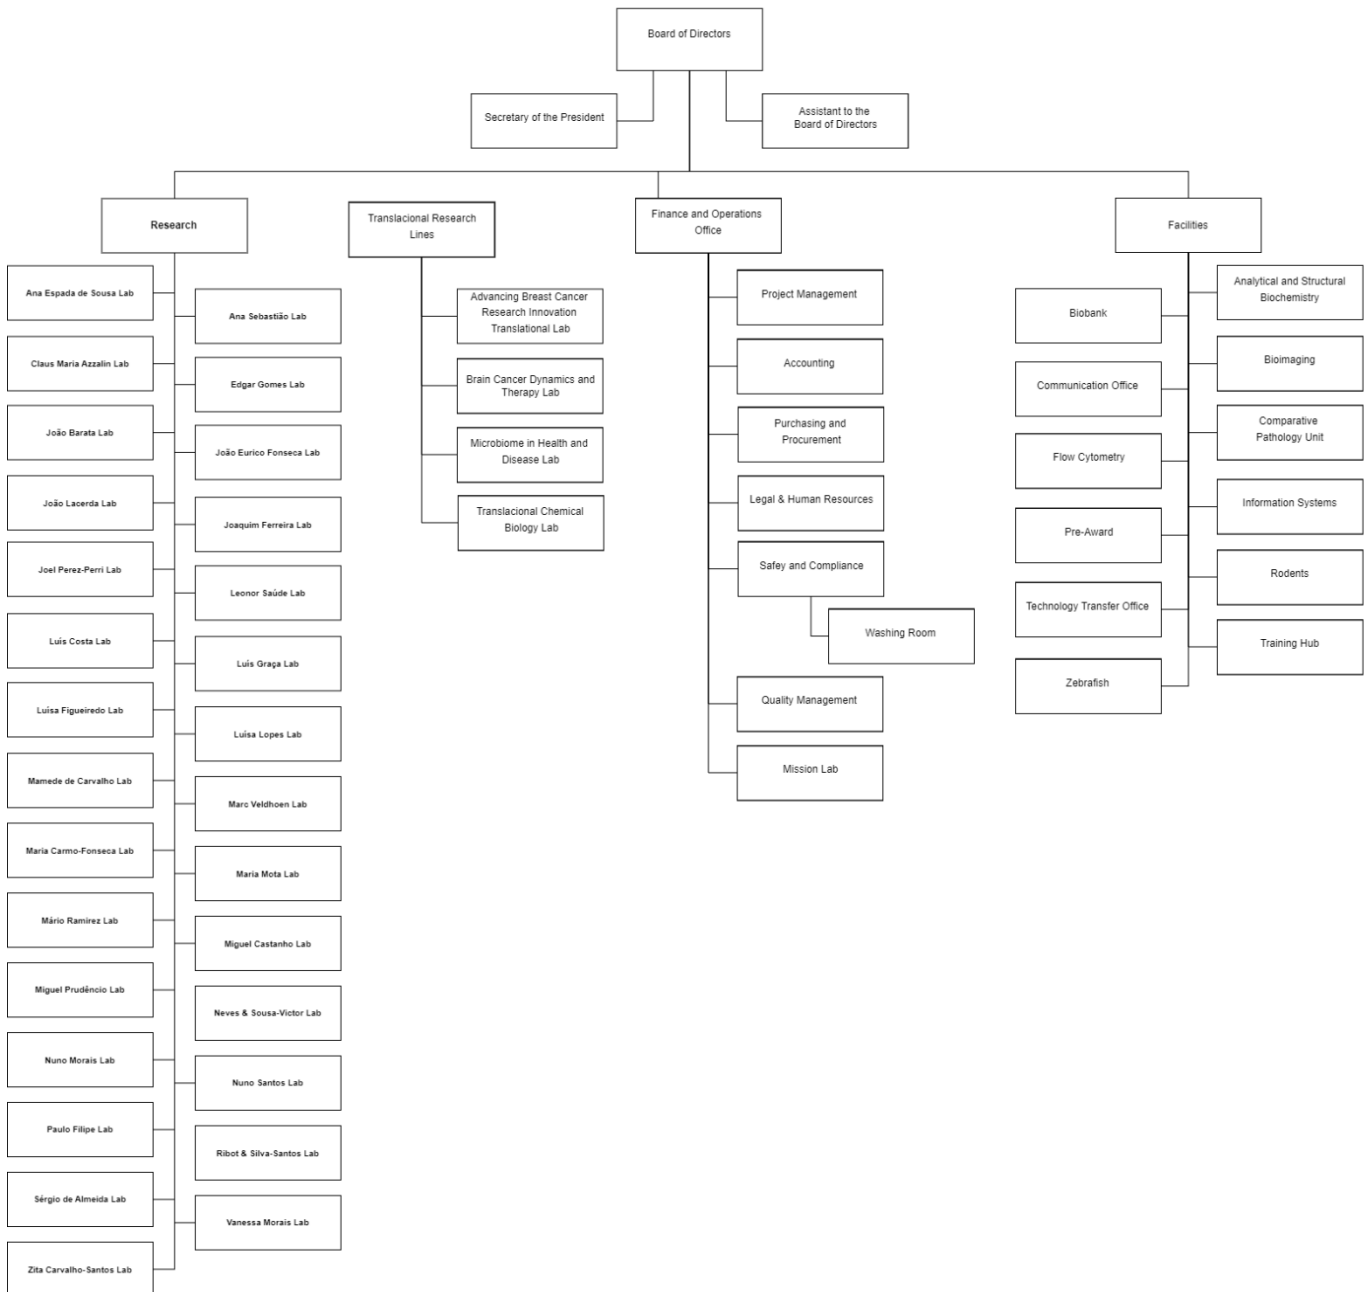 Board of Directors
Secretary of the President
Assistant to the
Board of Directors
Research
Translacional Research
Lines
Finance and Operations
Office
Facilities
Ana Espada de Sousa Lab
Ana Sebastião Lab
Claus Maria Azzalin Lab
Edgar Gomes Lab
João Barata Lab
João Eurico Fonseca Lab
João Lacerda Lab
Joaquim Ferreira Lab
Joel Perez-Perri Lab
Leonor Saúde Lab
Luís Costa Lab
Luís Graça Lab
Luísa Figueiredo Lab
Luísa Lopes Lab
Mamede de Carvalho Lab
Marc Veldhoen Lab
Maria Carmo-Fonseca Lab
Maria Mota Lab
Mário Ramirez Lab
Miguel Castanho Lab
Miguel Prudêncio Lab
Neves & Sousa-Victor Lab
Nuno Morais Lab
Nuno Santos Lab
Paulo Filipe Lab
Ribot & Silva-Santos Lab
Sérgio de Almeida Lab
Vanessa Morais Lab
Zita Carvalho-Santos Lab
Advancing Breast Cancer
Research Innovation
Translational Lab
Brain Cancer Dynamics and
Therapy Lab
Microbiome in Health and
Disease Lab
Translacional Chemical
Biology Lab
Project Management
Accounting
Purchasing and
Procurement
Legal & Human Resources
Safey and Compliance
Washing Room
Quality Management
Mission Lab
Analytical and Structural
Biochemistry
Biobank
Bioimaging
Communication Office
Comparative
Pathology Unit
Flow Cytometry
Information Systems
Pre-Award
Rodents
Technology Transfer Office
Training Hub
Zebrafish